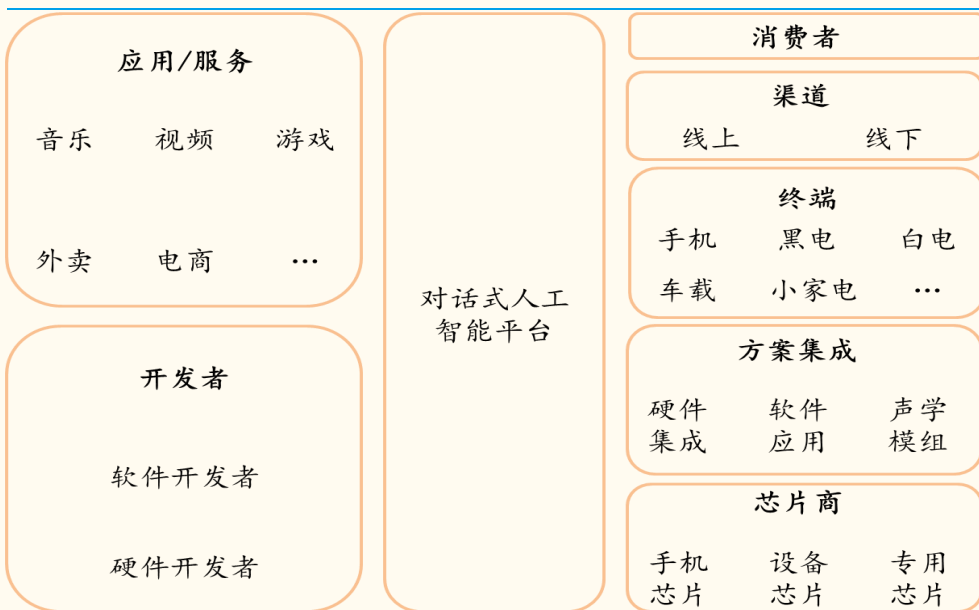 应用/服务
音乐 视频 游戏
外卖 电商 …
开发者
软件开发者
硬件开发者
对话式人工
智能平台
消费者
渠道
线上 线下
终端
手机 黑电 白电
车载 小家电 …
方案集成
硬件 软件 声学
集成 应用 模组
芯片商
手机 设备 专用
芯片 芯片 芯片